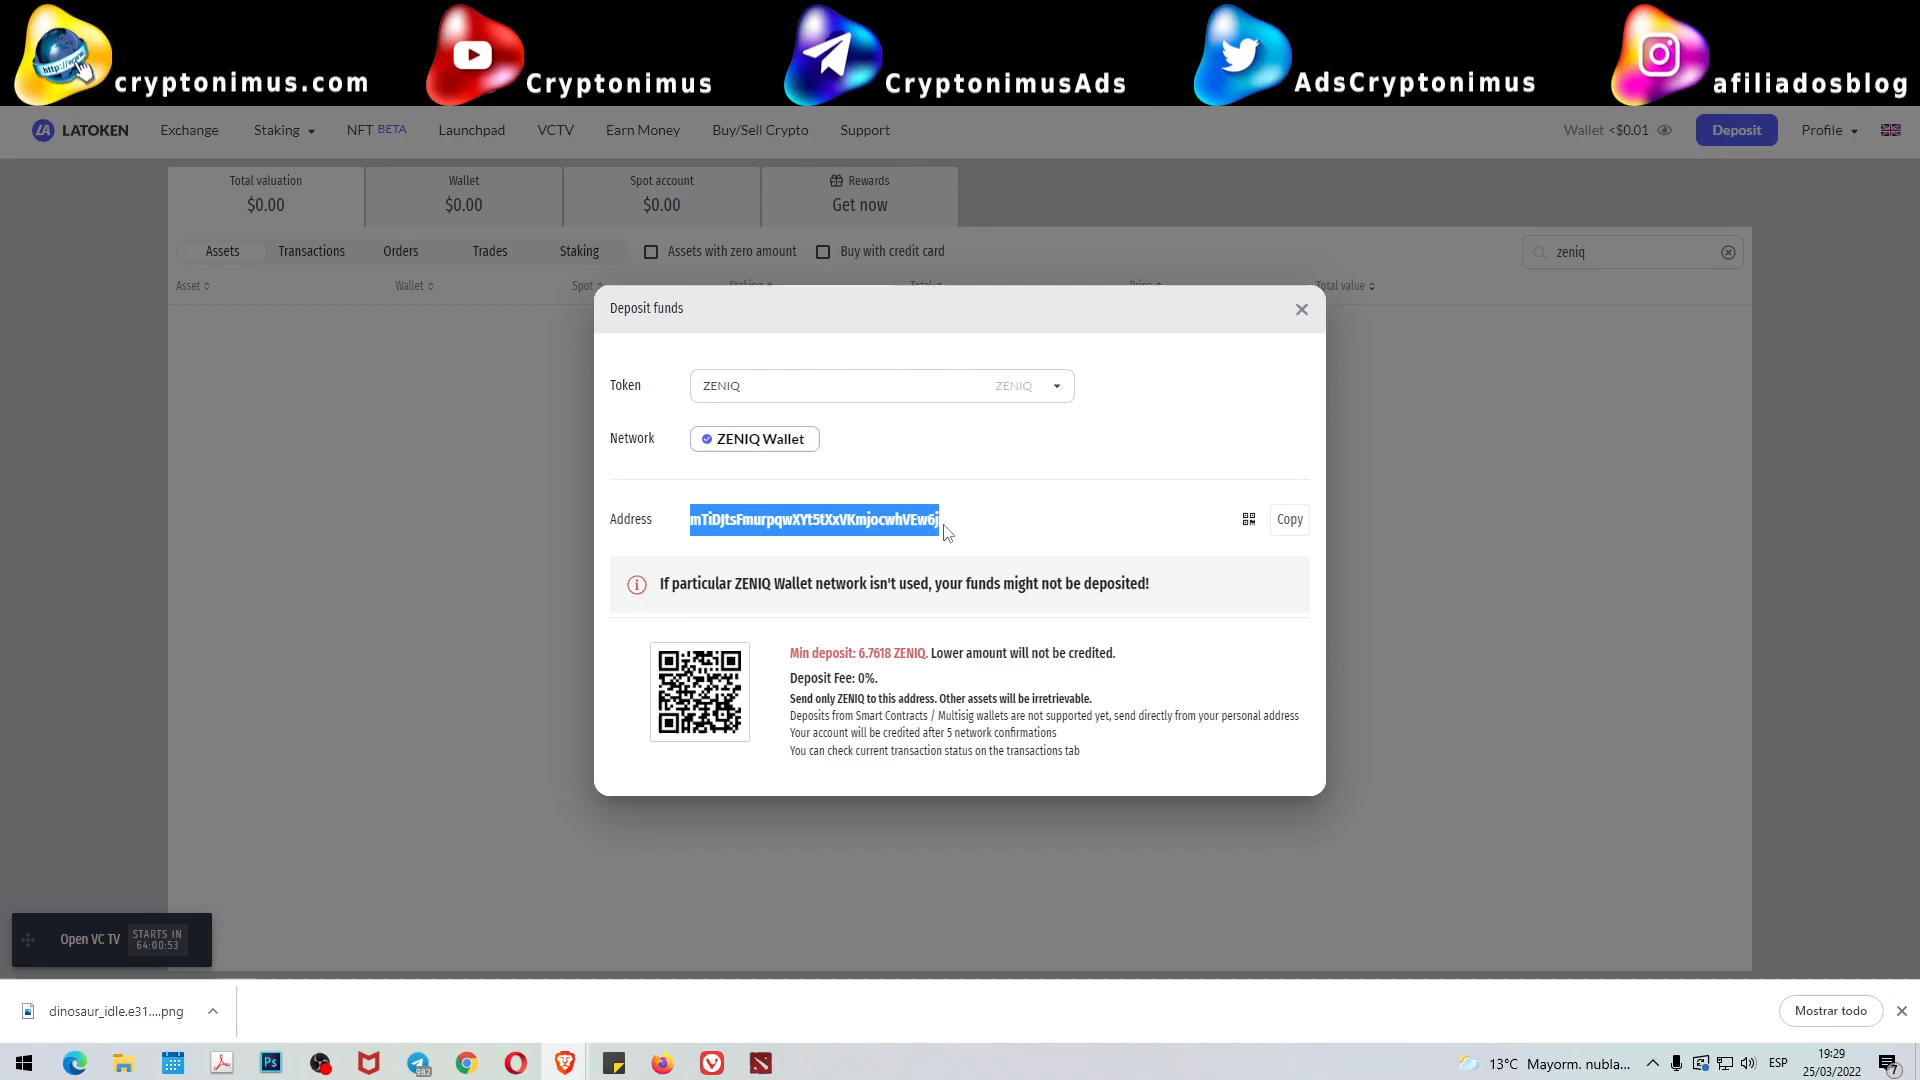 cryptonimus.com
Cryptonimus
CryptonimusAds
AdsCryptonimus
afiliadosblog
LATOKEN Exchange Staking NFT BETA Launchpad VCTV Earn Money Buy/Sell Crypto Support Wallet <$0.01 Deposit Profile
Total valuation Wallet Spot account Rewards
$0.00 $0.00 $0.00 Get now
Assets Transactions Orders Trades Staking Assets with zero amount Buy with credit card zeniq
Asset Wallet Spot Staking Total Price Total value
Deposit funds
Token ZENIQ ZENIQ
Network ZENIQ Wallet
Address mTiDJtsFmurpqwXYt5tXxVKmjocwhVEw6j Copy
If particular ZENIQ Wallet network isn't used, your funds might not be deposited!
Min deposit: 6.7618 ZENIQ. Lower amount will not be credited.
Deposit Fee: 0%.
Send only ZENIQ to this address. Other assets will be irretrievable.
Deposits from Smart Contracts / Multisig wallets are not supported yet, send directly from your personal address
Your account will be credited after 5 network confirmations
You can check current transaction status on the transactions tab
Open VC TV STARTS IN
64:00:53
dinosaur_idle.e31....png Mostrar todo
982
13°C Mayorm. nubla... ESP 19:29
25/03/2022
7